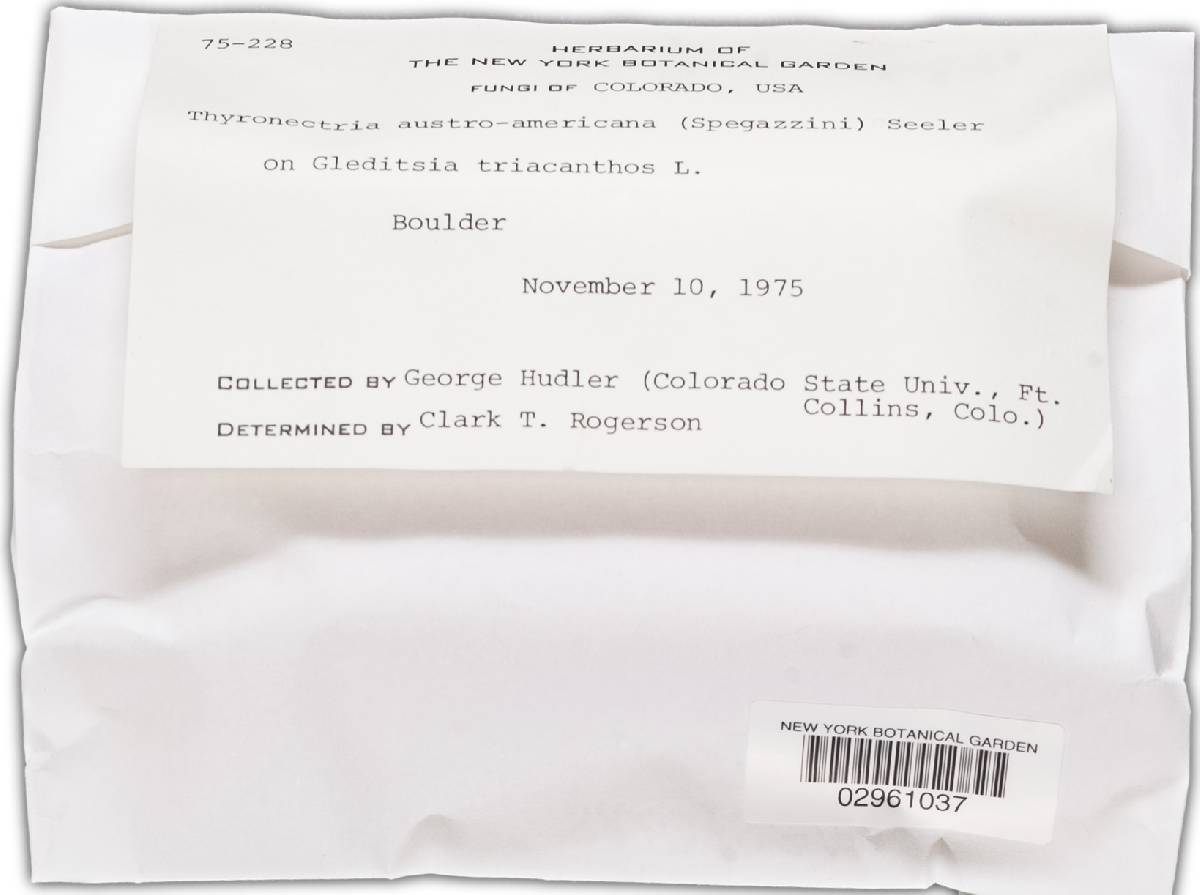 75-228
HERBARIUM OF
THE NEW YORK BOTANICAL GARDEN
FUNGI OF COLORADO, USA
Thyronectria austro-americana (Spegazzini) Seeler
on Gleditsia triacanthos L.
Boulder
November 10, 1975
COLLECTED BY George Hudler (Colorado State Univ., Ft.
Collins, Colo.)
DETERMINED BY Clark T. Rogerson
NEW YORK BOTANICAL GARDEN
02961037